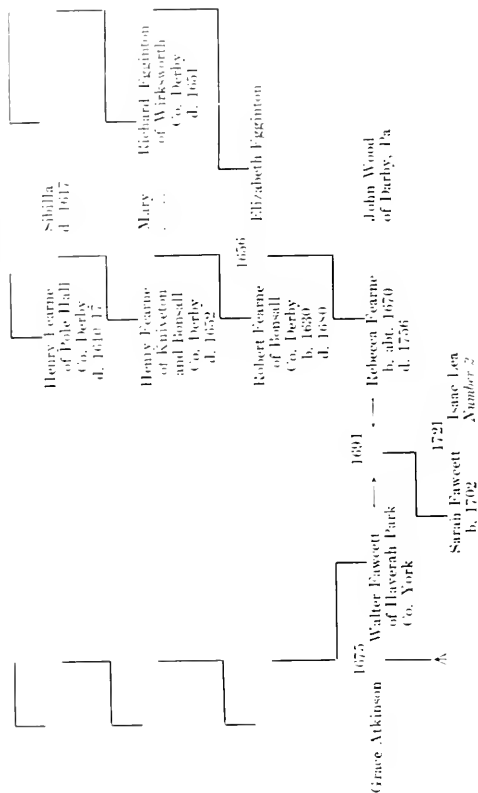 Henry Fearne
of Pole Hall
Co. Derby
d.
Sibilla
d. 1617
Henry Fearne
of Kniveton
and Bonsall
Co. Derby
d. 1652
Mary
Richard Egginton
of Wirksworth
Co. Derby
d. 1651
1656
Robert Fearne
of Bonsall
Co. Derby
b. 1630
d. 1680
Elizabeth Egginton
Grace Atkinson
1675
Walter Fawcett
of Haverah Park
Co. York
1691
Rebecca Fearne
b. abt. 1670
d. 1756
John Wood
of Darby, Pa
Sarah Fawcett
b. 1702
1721
Isaac Lea
Number 2